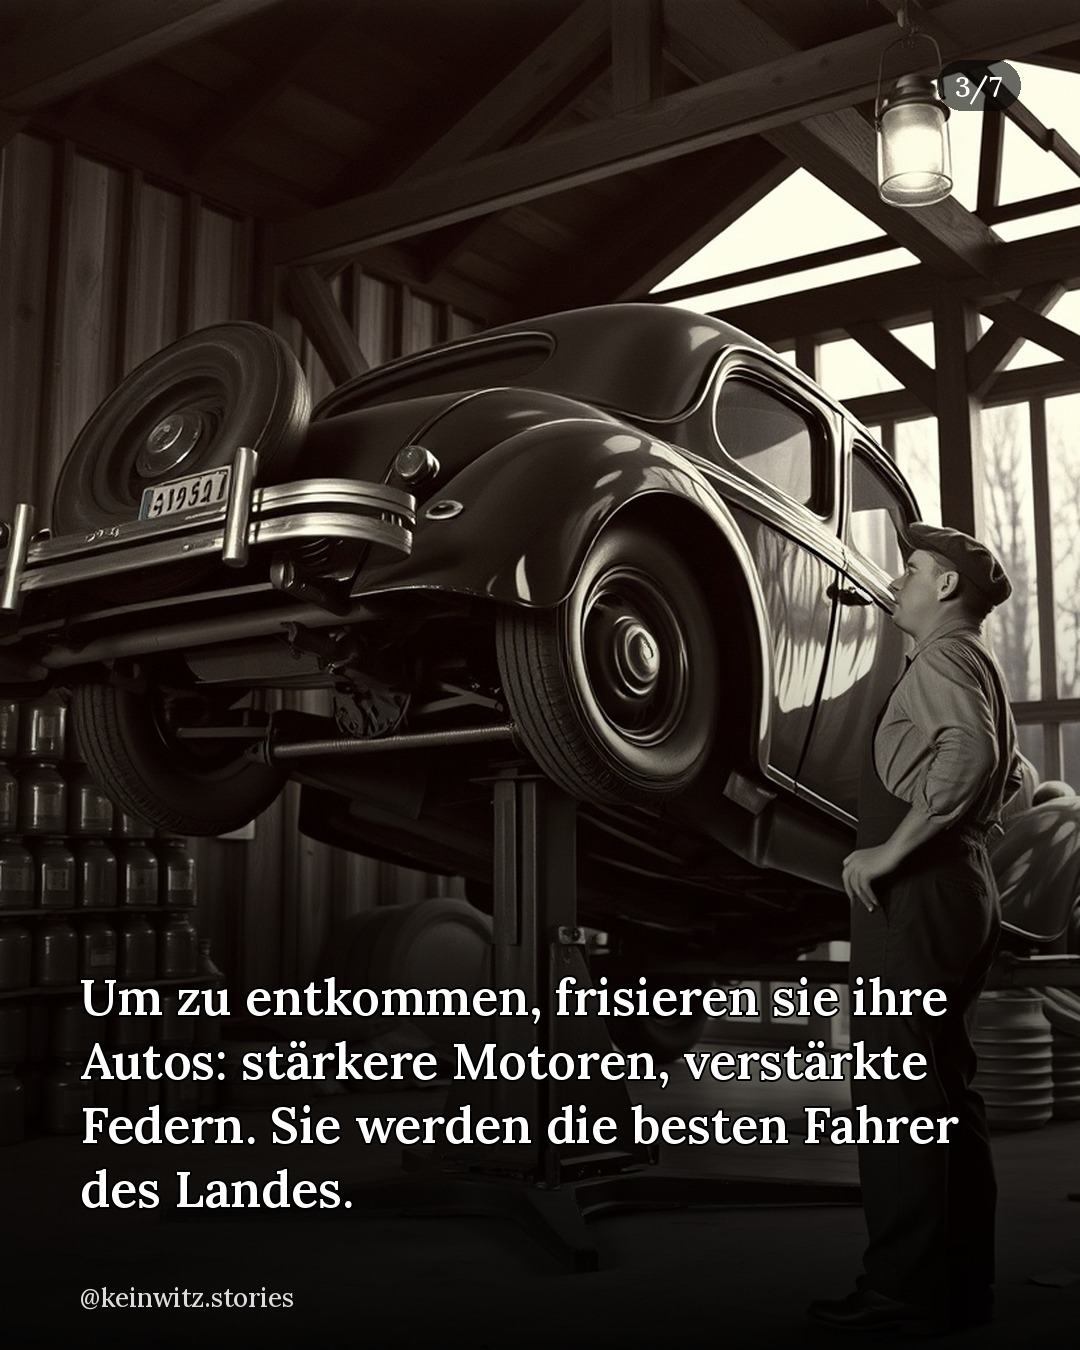 3/7
Um zu entkommen, frisieren sie ihre
Autos: stärkere Motoren, verstärkte
Federn. Sie werden die besten Fahrer
des Landes.
@keinwitz.stories